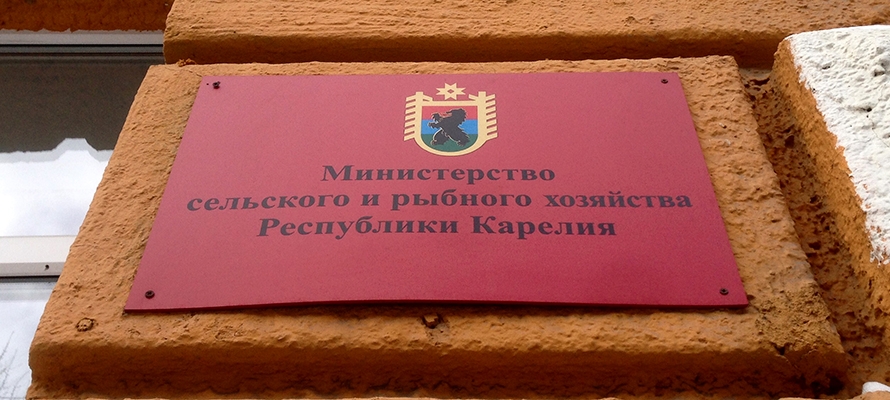 Министерство
сельского и рыбного хозяйства
Республики Карелия